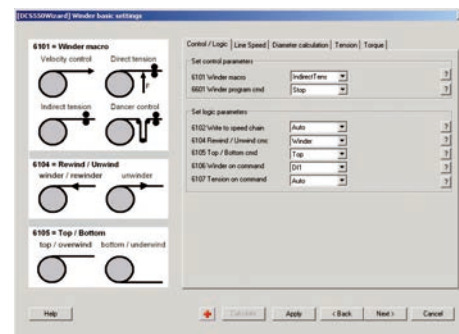 [DCS550Wizard] Winder basic settings
6101 = Winder macro
Velocity control Direct tension
F
Indirect tension Dancer control
6104 = Rewind / Unwind
winder / rewinder unwinder
6105 = Top / Bottom
top / overwind bottom / underwind
Control / Logic Line Speed Diameter calculation Tension Torque
Set control parameters
6101 Winder macro IndirectTens ?
6601 Winder program cmd Stop ?
Set logic parameters
6102 Write to speed chain Auto ?
6104 Rewind / Unwind cmd Winder ?
6105 Top / Bottom cmd Top ?
6106 Winder on command DI1 ?
6107 Tension on command Auto ?
Help Calculate Apply < Back Next > Cancel